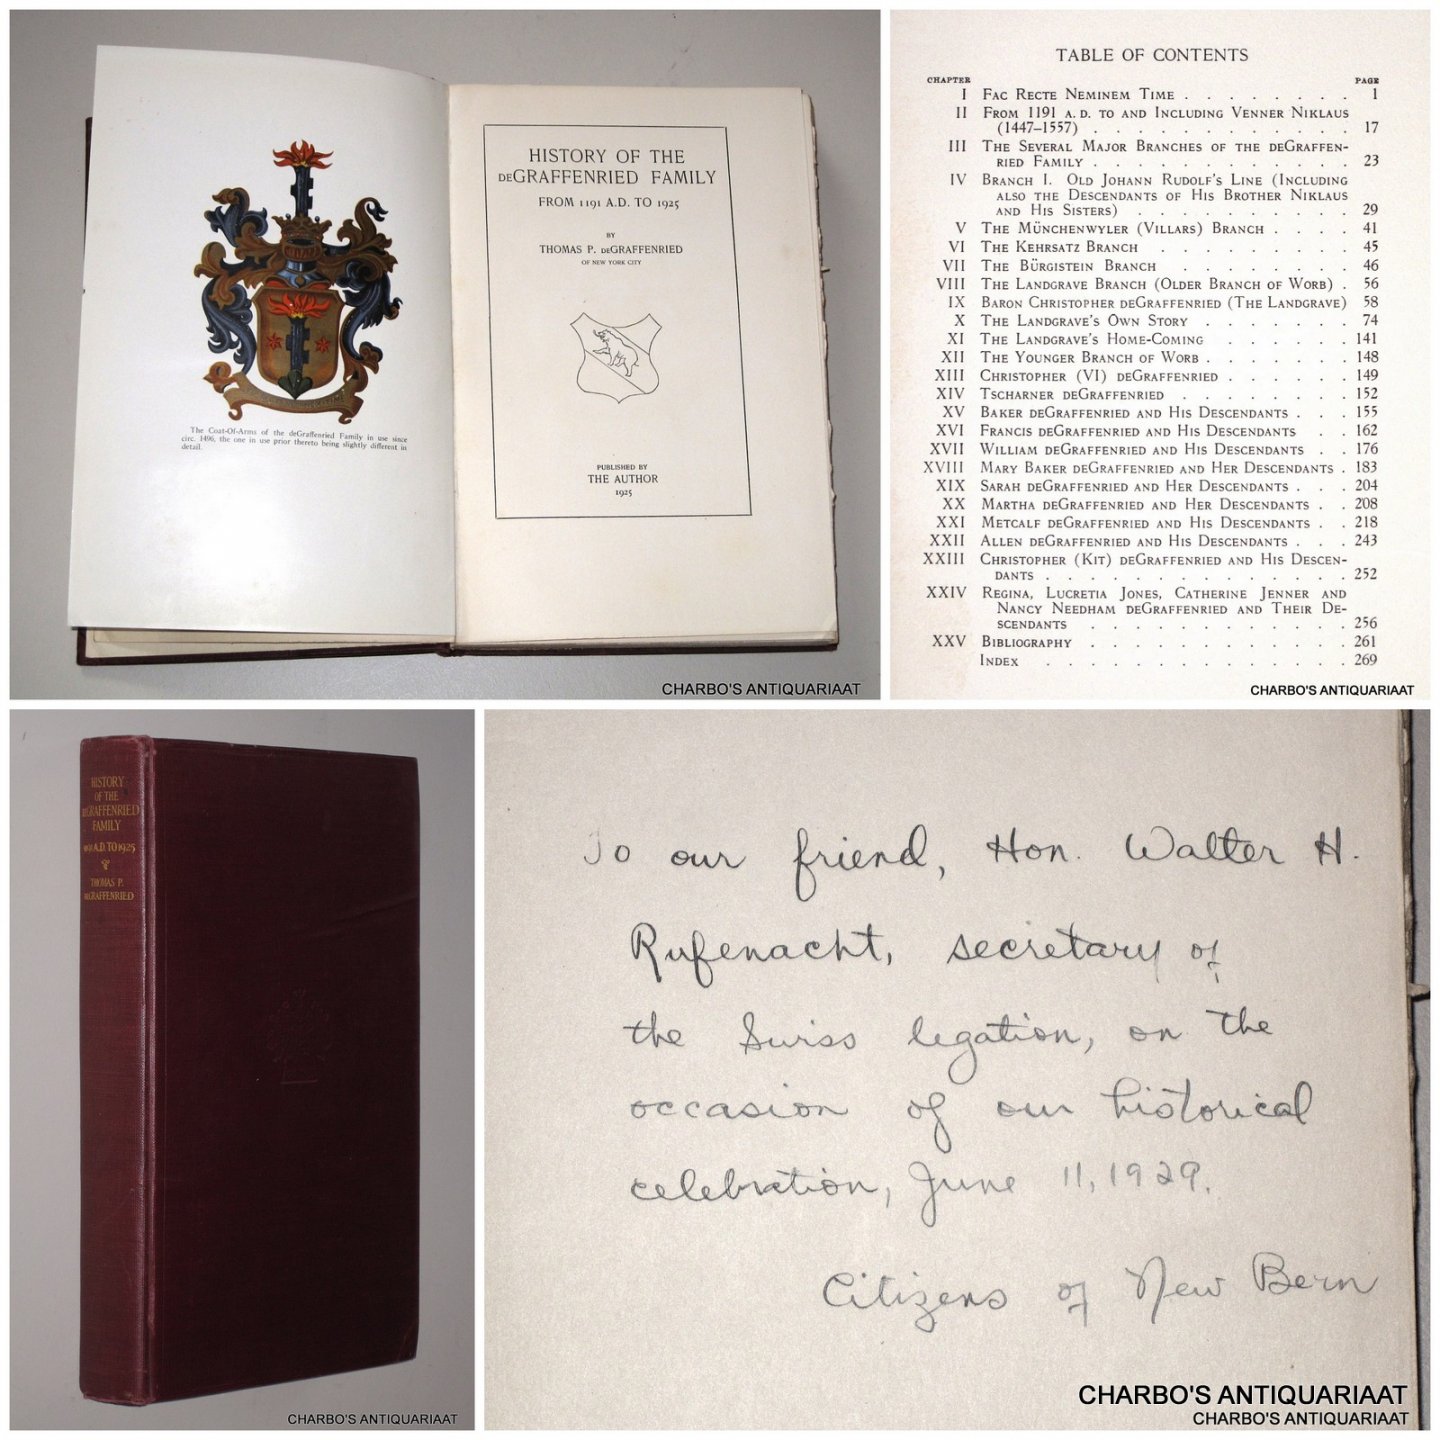 The Coat-Of-Arms of the deGraffenried Family in use since
circ. 1496, the one in use prior thereto being slightly different in
detail.
HISTORY OF THE
DEGRAFFENRIED FAMILY
FROM 1191 A.D. TO 1925
BY
THOMAS P. DEGRAFFENRIED
OF NEW YORK CITY
PUBLISHED BY
THE AUTHOR
1925
CHARBO'S ANTIQUARIAAT
TABLE OF CONTENTS
CHAPTER PAGE
I Fac Recte Neminem Time . . . . . . . . 1
II From 1191 A.D. to and Including Venner Niklaus
(1447–1557) . . . . . . . . . . . . 17
III The Several Major Branches of the deGraffen-
ried Family . . . . . . . . . . . . 23
IV Branch I. Old Johann Rudolf's Line (Including
also the Descendants of His Brother Niklaus
and His Sisters) . . . . . . . . . . 29
V The Münchenwyler (Villars) Branch . . . . 41
VI The Kehrsatz Branch . . . . . . . . 45
VII The Bürgistein Branch . . . . . . . 46
VIII The Landgrave Branch (Older Branch of Worb) . 56
IX Baron Christopher deGraffenried (The Landgrave) 58
X The Landgrave's Own Story . . . . . . . 74
XI The Landgrave's Home-Coming . . . . . . 141
XII The Younger Branch of Worb . . . . . . 148
XIII Christopher (VI) deGraffenried . . . . . . 149
XIV Tscharner deGraffenried . . . . . . . 152
XV Baker deGraffenried and His Descendants . . . 155
XVI Francis deGraffenried and His Descendants . . 162
XVII William deGraffenried and His Descendants . . 176
XVIII Mary Baker deGraffenried and Her Descendants . 183
XIX Sarah deGraffenried and Her Descendants . . . 204
XX Martha deGraffenried and Her Descendants . . 208
XXI Metcalf deGraffenried and His Descendants . . 218
XXII Allen deGraffenried and His Descendants . . . 243
XXIII Christopher (Kit) deGraffenried and His Descen-
dants . . . . . . . . . . . . . . 252
XXIV Regina, Lucretia Jones, Catherine Jenner and
Nancy Needham deGraffenried and Their De-
scendants . . . . . . . . . . . . 256
XXV Bibliography . . . . . . . . . . . . 261
Index . . . . . . . . . . . . . . 269
CHARBO'S ANTIQUARIAAT
HISTORY
OF THE
DEGRAFFENRIED
FAMILY
1191 A.D. TO 1925
THOMAS P.
DEGRAFFENRIED
CHARBO'S ANTIQUARIAAT
To our friend, Hon. Walter H.
Rufenacht, secretary of
the Swiss legation, on the
occasion of our historical
celebration, June 11, 1929.
Citizens of New Bern
CHARBO'S ANTIQUARIAAT
CHARBO'S ANTIQUARIAAT